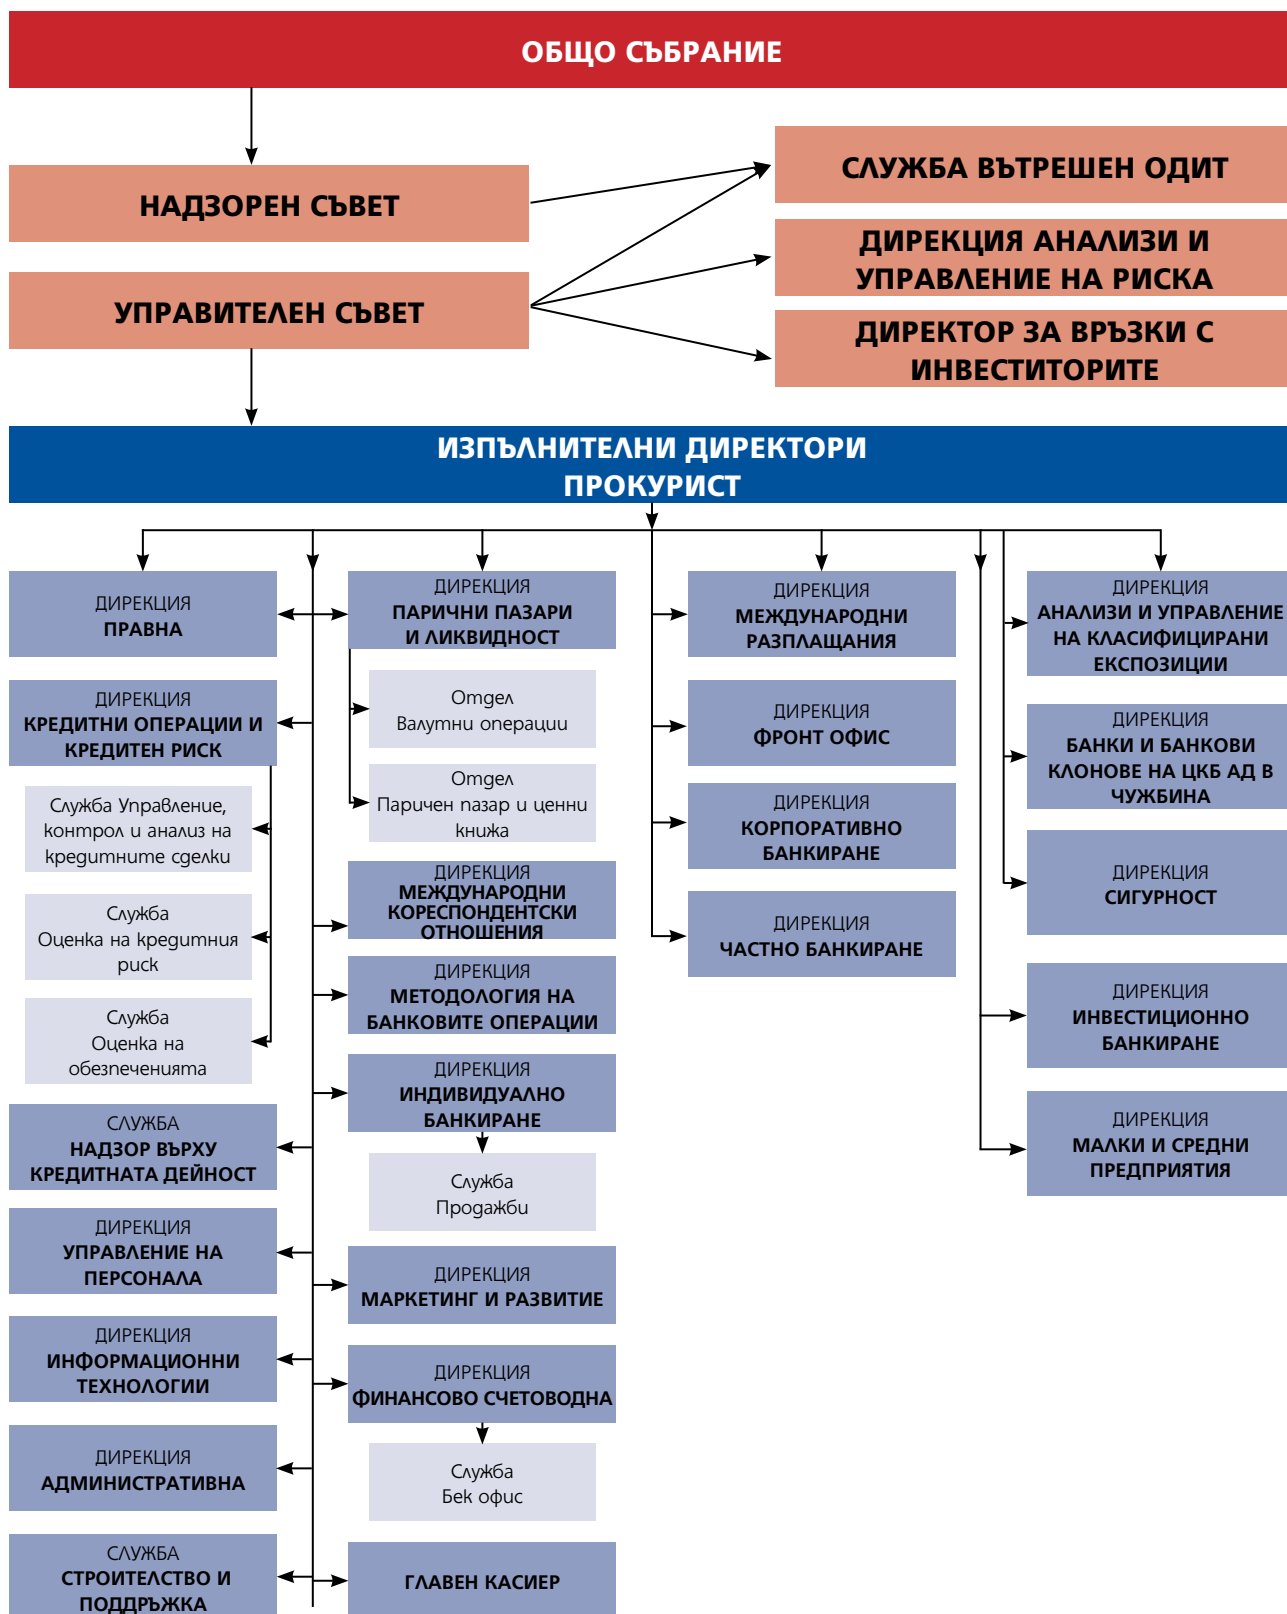 ОБЩО СЪБРАНИЕ
НАДЗОРЕН СЪВЕТ
УПРАВИТЕЛЕН СЪВЕТ
СЛУЖБА ВЪТРЕШЕН ОДИТ
ДИРЕКЦИЯ АНАЛИЗИ И
УПРАВЛЕНИЕ НА РИСКА
ДИРЕКТОР ЗА ВРЪЗКИ С
ИНВЕСТИТОРИТЕ
ИЗПЪЛНИТЕЛНИ ДИРЕКТОРИ
ПРОКУРИСТ
ДИРЕКЦИЯ
ПРАВНА
ДИРЕКЦИЯ
КРЕДИТНИ ОПЕРАЦИИ И
КРЕДИТЕН РИСК
Служба Управление,
контрол и анализ на
кредитните сделки
Служба
Оценка на кредитния
риск
Служба
Оценка на
обезпеченията
СЛУЖБА
НАДЗОР ВЪРХУ
КРЕДИТНАТА ДЕЙНОСТ
ДИРЕКЦИЯ
УПРАВЛЕНИЕ НА
ПЕРСОНАЛА
ДИРЕКЦИЯ
ИНФОРМАЦИОННИ
ТЕХНОЛОГИИ
ДИРЕКЦИЯ
АДМИНИСТРАТИВНА
СЛУЖБА
СТРОИТЕЛСТВО И
ПОДДРЪЖКА
ДИРЕКЦИЯ
ПАРИЧНИ ПАЗАРИ
И ЛИКВИДНОСТ
Отдел
Валутни операции
Отдел
Паричен пазар и ценни
книжа
ДИРЕКЦИЯ
МЕЖДУНАРОДНИ
КОРЕСПОНДЕНТСКИ
ОТНОШЕНИЯ
ДИРЕКЦИЯ
МЕТОДОЛОГИЯ НА
БАНКОВИТЕ ОПЕРАЦИИ
ДИРЕКЦИЯ
ИНДИВИДУАЛНО
БАНКИРАНЕ
Служба
Продажби
ДИРЕКЦИЯ
МАРКЕТИНГ И РАЗВИТИЕ
ДИРЕКЦИЯ
ФИНАНСОВО СЧЕТОВОДНА
Служба
Бек офис
ГЛАВЕН КАСИЕР
ДИРЕКЦИЯ
МЕЖДУНАРОДНИ
РАЗПЛАЩАНИЯ
ДИРЕКЦИЯ
ФРОНТ ОФИС
ДИРЕКЦИЯ
КОРПОРАТИВНО
БАНКИРАНЕ
ДИРЕКЦИЯ
ЧАСТНО БАНКИРАНЕ
ДИРЕКЦИЯ
АНАЛИЗИ И УПРАВЛЕНИЕ
НА КЛАСИФИЦИРАНИ
ЕКСПОЗИЦИИ
ДИРЕКЦИЯ
БАНКИ И БАНКОВИ
КЛОНОВЕ НА ЦКБ АД В
ЧУЖБИНА
ДИРЕКЦИЯ
СИГУРНОСТ
ДИРЕКЦИЯ
ИНВЕСТИЦИОННО
БАНКИРАНЕ
ДИРЕКЦИЯ
МАЛКИ И СРЕДНИ
ПРЕДПРИЯТИЯ